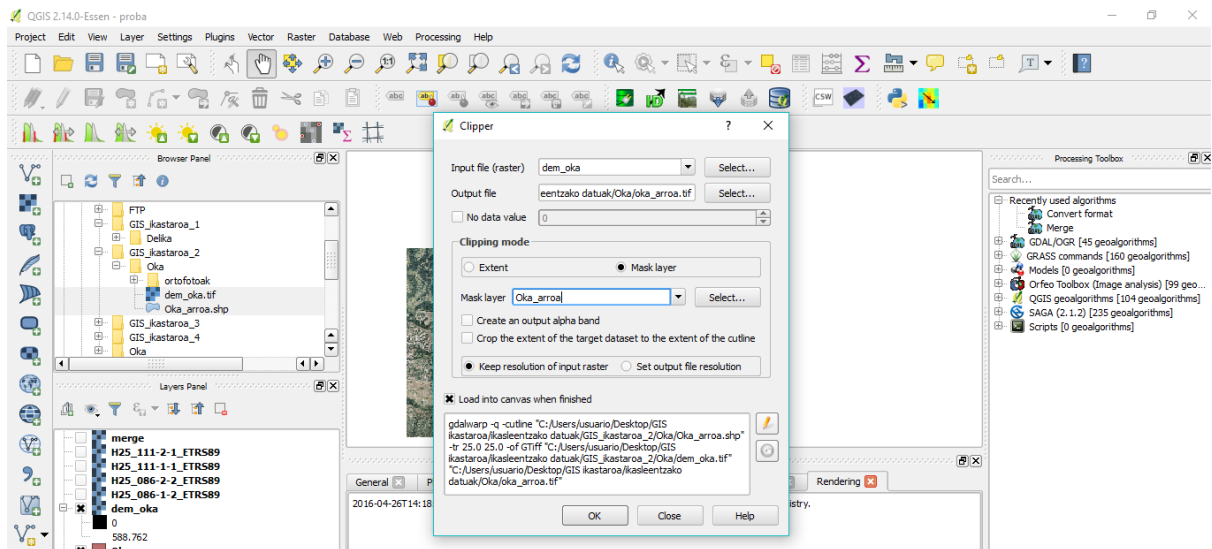 QGIS 2.14.0-Essen - proba
Project Edit View Layer Settings Plugins Vector Raster Database Web Processing Help
Browser Panel
FTP
GIS_ikastaroa_1
Delika
GIS_ikastaroa_2
Oka
ortofotoak
dem_oka.tif
Oka_arroa.shp
GIS_ikastaroa_3
GIS_ikastaroa_4
Oka
Layers Panel
merge
H25_111-2-1_ETRS89
H25_111-1-1_ETRS89
H25_086-2-2_ETRS89
H25_086-1-2_ETRS89
dem_oka
0
588.762
Clipper
Input file (raster) dem_oka Select...
Output file eentzako datuak/Oka/oka_arroa.tif Select...
No data value 0
Clipping mode
Extent Mask layer
Mask layer Oka_arroa Select...
Create an output alpha band
Crop the extent of the target dataset to the extent of the cutline
Keep resolution of input raster Set output file resolution
Load into canvas when finished
gdalwarp -q -cutline "C:/Users/usuario/Desktop/GIS
ikastaroa/ikasleentzako datuak/GIS_ikastaroa_2/Oka/Oka_arroa.shp"
-tr 25.0 25.0 -of GTiff "C:/Users/usuario/Desktop/GIS
ikastaroa/ikasleentzako datuak/GIS_ikastaroa_2/Oka/dem_oka.tif"
"C:/Users/usuario/Desktop/GIS ikastaroa/ikasleentzako
datuak/Oka/oka_arroa.tif"
OK Close Help
General P
Rendering
2016-04-26T14:18
istry.
Processing Toolbox
Search...
Recently used algorithms
Convert format
Merge
GDAL/OGR [45 geoalgorithms]
GRASS commands [160 geoalgorithms]
Models [0 geoalgorithms]
Orfeo Toolbox (Image analysis) [99 geo...
QGIS geoalgorithms [104 geoalgorithms]
SAGA (2.1.2) [235 geoalgorithms]
Scripts [0 geoalgorithms]